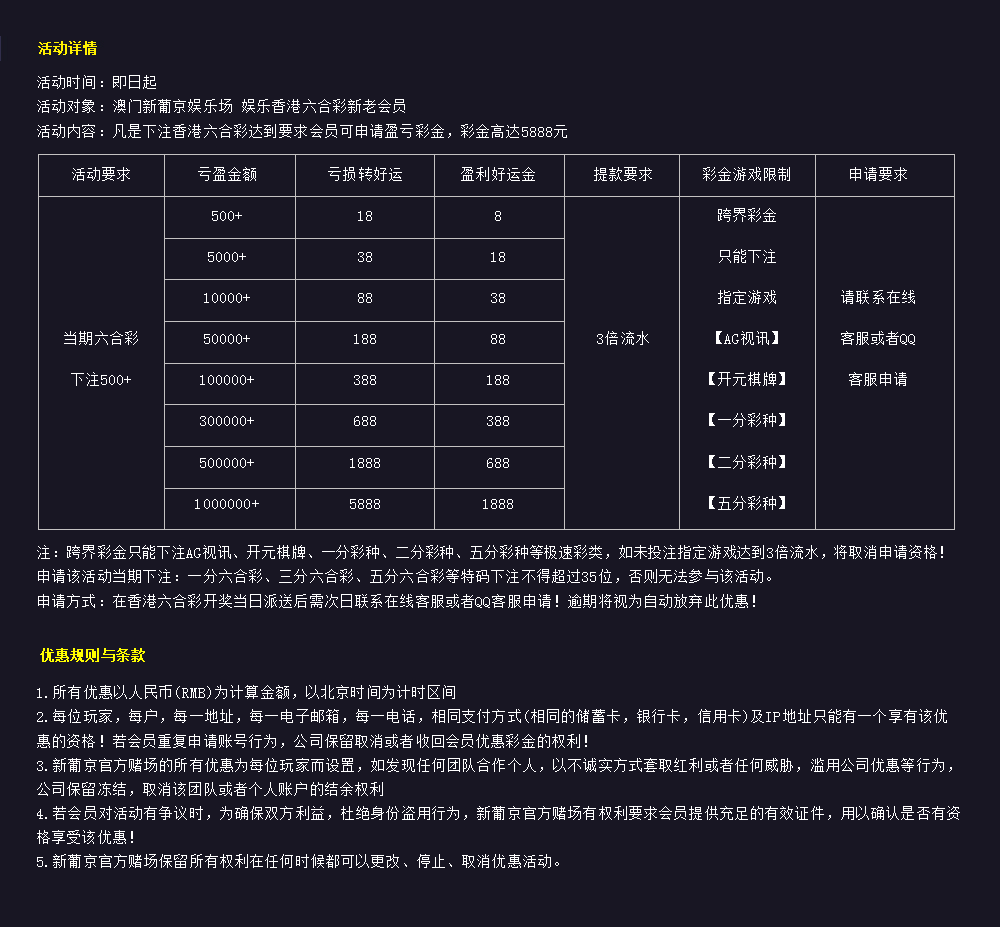 活动详情
活动时间：即日起
活动对象：澳门新葡京娱乐场 娱乐香港六合彩新老会员
活动内容：凡是下注香港六合彩达到要求会员可申请盈亏彩金，彩金高达5888元
活动要求 亏盈金额 亏损转好运 盈利好运金 提款要求 彩金游戏限制 申请要求
500+ 18 8 跨界彩金
5000+ 38 18 只能下注
10000+ 88 38 指定游戏 请联系在线
当期六合彩 50000+ 188 88 3倍流水 【AG视讯】 客服或者QQ
下注500+ 100000+ 388 188 【开元棋牌】 客服申请
300000+ 688 388 【一分彩种】
500000+ 1888 688 【二分彩种】
1000000+ 5888 1888 【五分彩种】
注：跨界彩金只能下注AG视讯、开元棋牌、一分彩种、二分彩种、五分彩种等极速彩类，如未投注指定游戏达到3倍流水，将取消申请资格！
申请该活动当期下注：一分六合彩、三分六合彩、五分六合彩等特码下注不得超过35位，否则无法参与该活动。
申请方式：在香港六合彩开奖当日派送后需次日联系在线客服或者QQ客服申请！逾期将视为自动放弃此优惠！
优惠规则与条款
1.所有优惠以人民币(RMB)为计算金额，以北京时间为计时区间
2.每位玩家，每户，每一地址，每一电子邮箱，每一电话，相同支付方式(相同的储蓄卡，银行卡，信用卡)及IP地址只能有一个享有该优
惠的资格！若会员重复申请账号行为，公司保留取消或者收回会员优惠彩金的权利！
3.新葡京官方赌场的所有优惠为每位玩家而设置，如发现任何团队合作个人，以不诚实方式套取红利或者任何威胁，滥用公司优惠等行为，
公司保留冻结，取消该团队或者个人账户的结余权利
4.若会员对活动有争议时，为确保双方利益，杜绝身份盗用行为，新葡京官方赌场有权利要求会员提供充足的有效证件，用以确认是否有资
格享受该优惠！
5.新葡京官方赌场保留所有权利在任何时候都可以更改、停止、取消优惠活动。